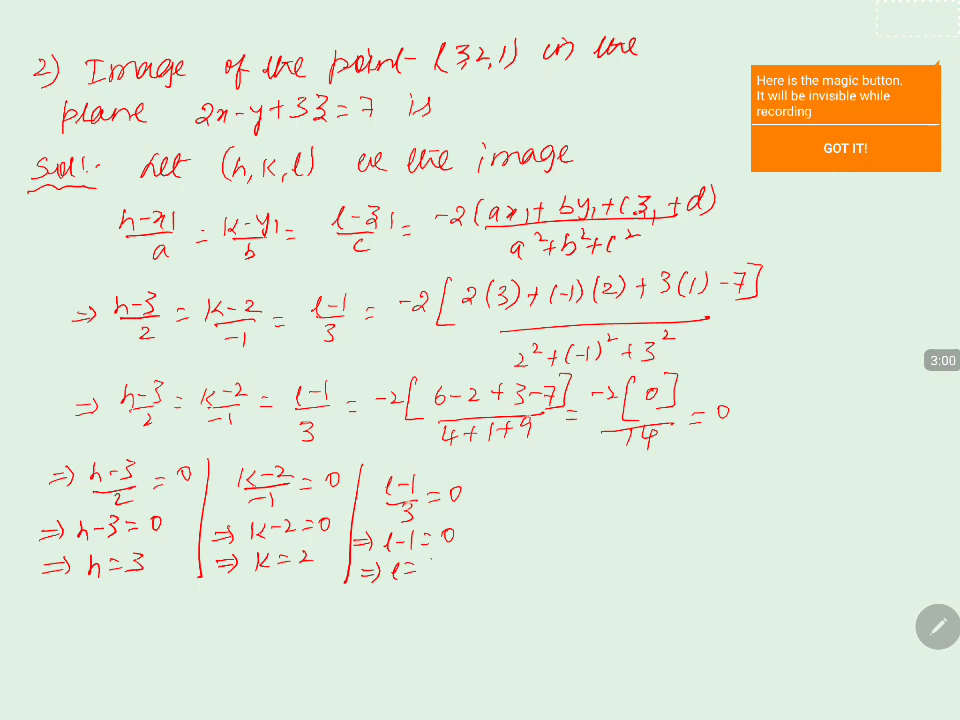 2) Image of the point (3,2,1) in the
plane 2x-y+3z=7 is
Sol:- Let (h,k,l) be the image
h-x1/a = k-y1/b = l-z1/c = -2(ax1+by1+cz1+d)/a²+b²+c²
⇒ h-3/2 = k-2/-1 = l-1/3 = -2[2(3)+(-1)(2)+3(1)-7]/2²+(-1)²+3²
⇒ h-3/2 = k-2/-1 = l-1/3 = -2[6-2+3-7]/4+1+9 = -2[0]/14 = 0
⇒ h-3/2 = 0 | k-2/-1 = 0 | l-1/3 = 0
⇒ h-3=0 | ⇒ k-2=0 | ⇒ l-1=0
⇒ h=3 | ⇒ k=2 | ⇒ l=
Here is the magic button.
It will be invisible while
recording
GOT IT!
3:00